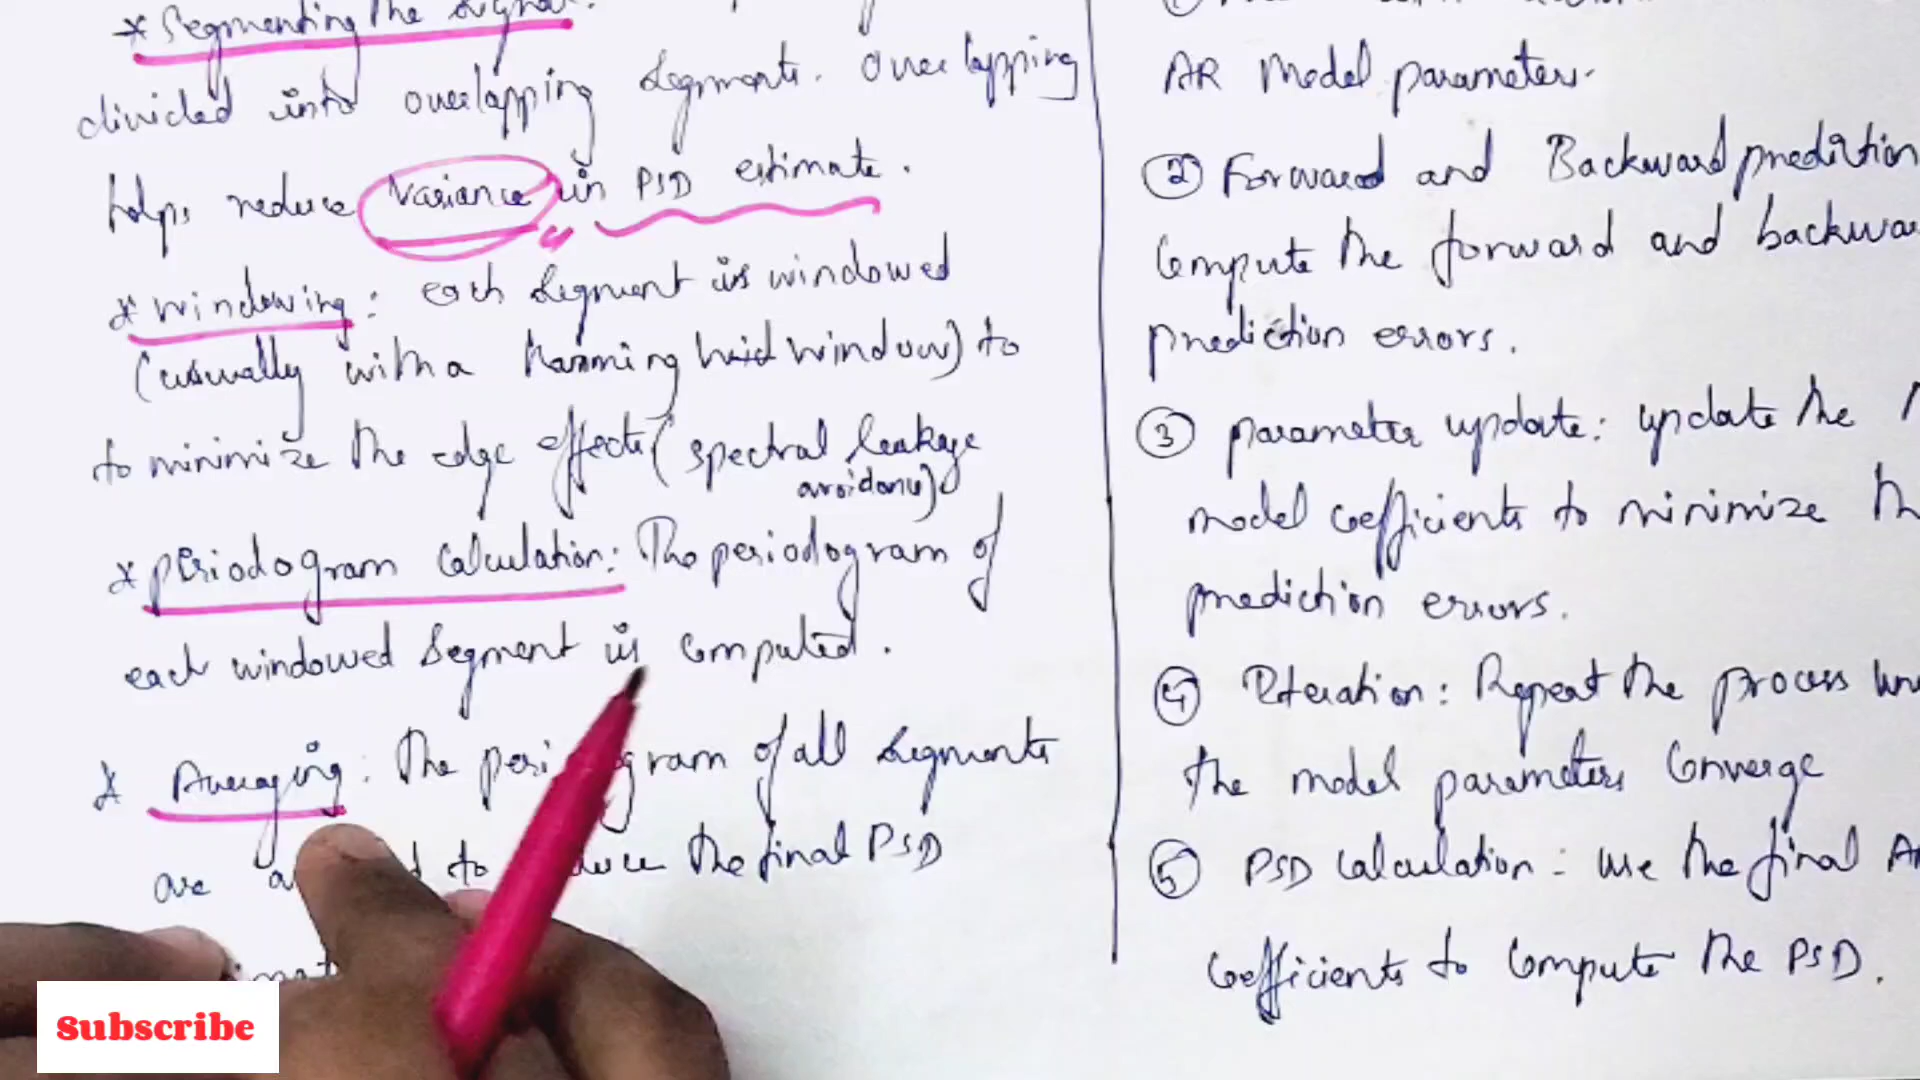 * Segmenting the signal:
divided into overlapping segments. Overlapping
helps reduce Variance in PSD estimate.
* Windowing: each segment is windowed
(usually with a Hamming window) to
to minimize the edge effects (spectral leakage
avoidance)
* Periodogram Calculation: The periodogram of
each windowed Segment is computed.
* Averaging: The gram of all segments
are to the final PSD
Subscribe
AR Model parameters.
② Forward and Backward prediction
Compute the forward and
prediction errors.
③ parameter update: update the
model coefficients to minimize
prediction errors.
④ Iteration: Repeat the process
the model parameters Converge
⑤ PSD Calculation: use the final
Coefficients to Compute the PSD.